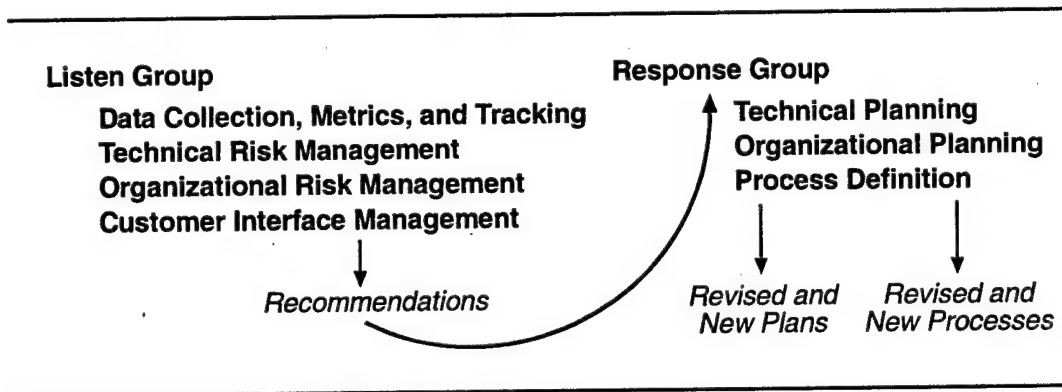 Listen Group
Data Collection, Metrics, and Tracking
Technical Risk Management
Organizational Risk Management
Customer Interface Management
Recommendations
Response Group
Technical Planning
Organizational Planning
Process Definition
Revised and
New Plans
Revised and
New Processes